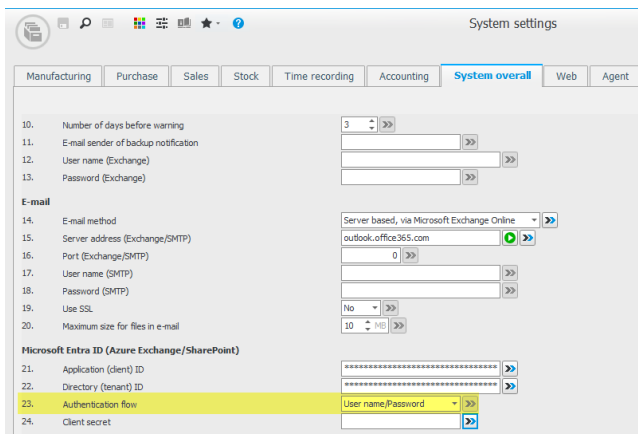 System settings
Manufacturing Purchase Sales Stock Time recording Accounting System overall Web Agent
10. Number of days before warning 3
11. E-mail sender of backup notification
12. User name (Exchange)
13. Password (Exchange)
E-mail
14. E-mail method Server based, via Microsoft Exchange Online
15. Server address (Exchange/SMTP) outlook.office365.com
16. Port (Exchange/SMTP) 0
17. User name (SMTP)
18. Password (SMTP)
19. Use SSL No
20. Maximum size for files in e-mail 10 MB
Microsoft Entra ID (Azure Exchange/SharePoint)
21. Application (client) ID ********************************
22. Directory (tenant) ID ********************************
23. Authentication flow User name/Password
24. Client secret